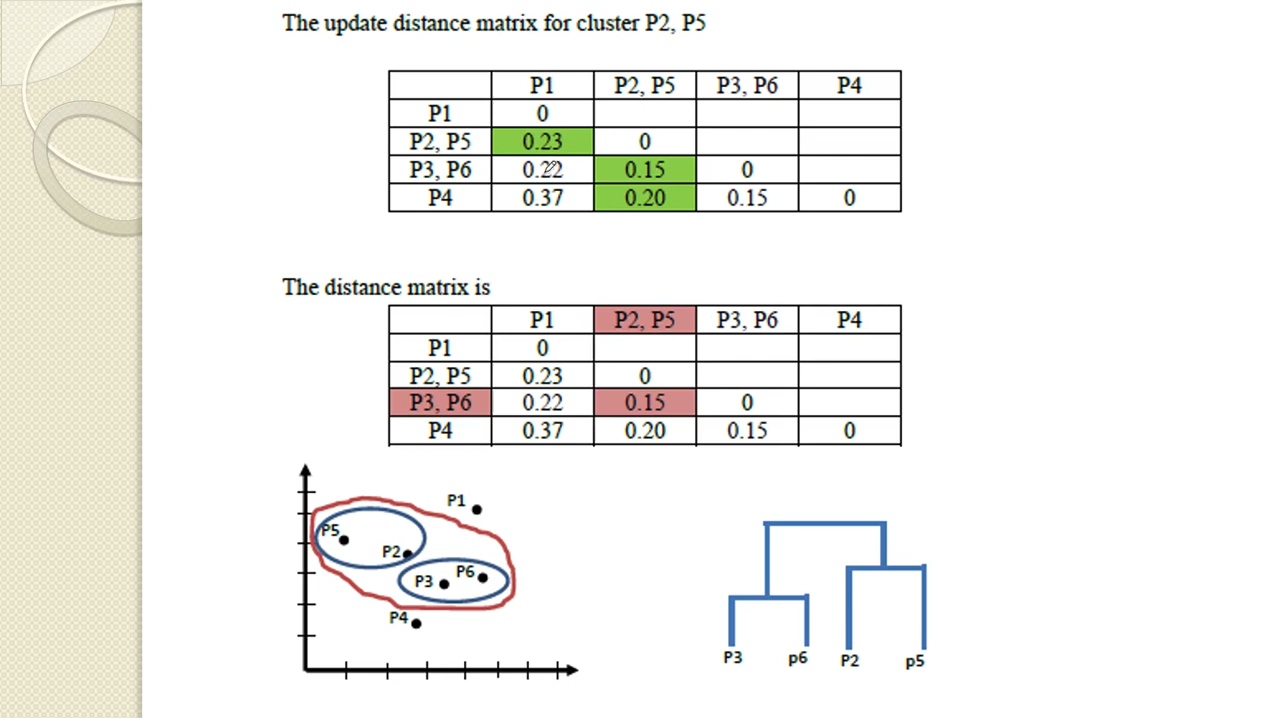 The update distance matrix for cluster P2, P5
P1 P2, P5 P3, P6 P4
P1 0
P2, P5 0.23 0
P3, P6 0.22 0.15 0
P4 0.37 0.20 0.15 0
The distance matrix is
P1 P2, P5 P3, P6 P4
P1 0
P2, P5 0.23 0
P3, P6 0.22 0.15 0
P4 0.37 0.20 0.15 0
P1
P5
P2
P3 P6
P4
P3 p6 P2 p5